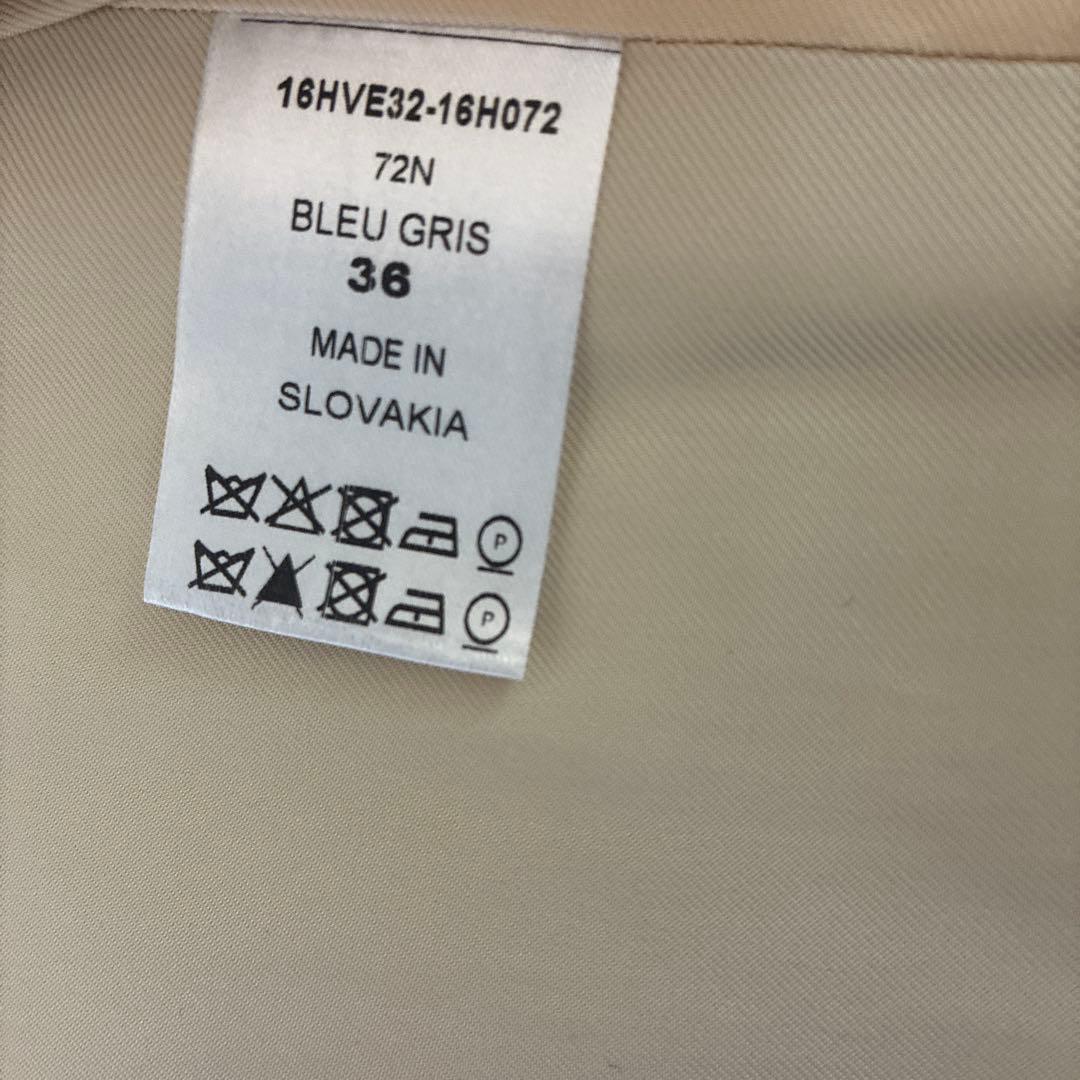 16HVE32-16H072
72N
BLEU GRIS
36
MADE IN
SLOVAKIA
P
P